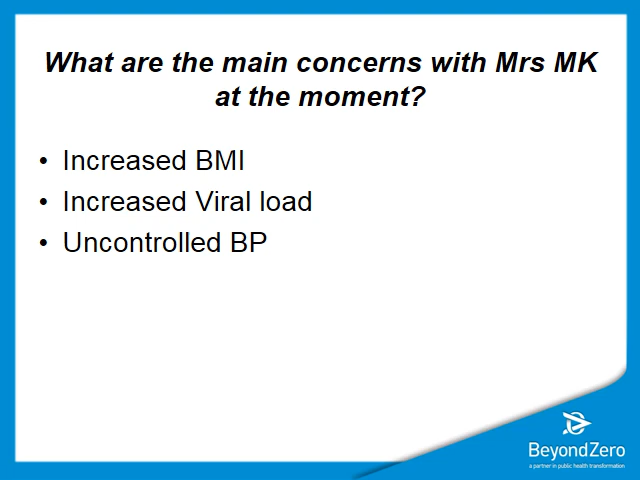 What are the main concerns with Mrs MK
at the moment?
• Increased BMI
• Increased Viral load
• Uncontrolled BP
BeyondZero
a partner in public health transformation